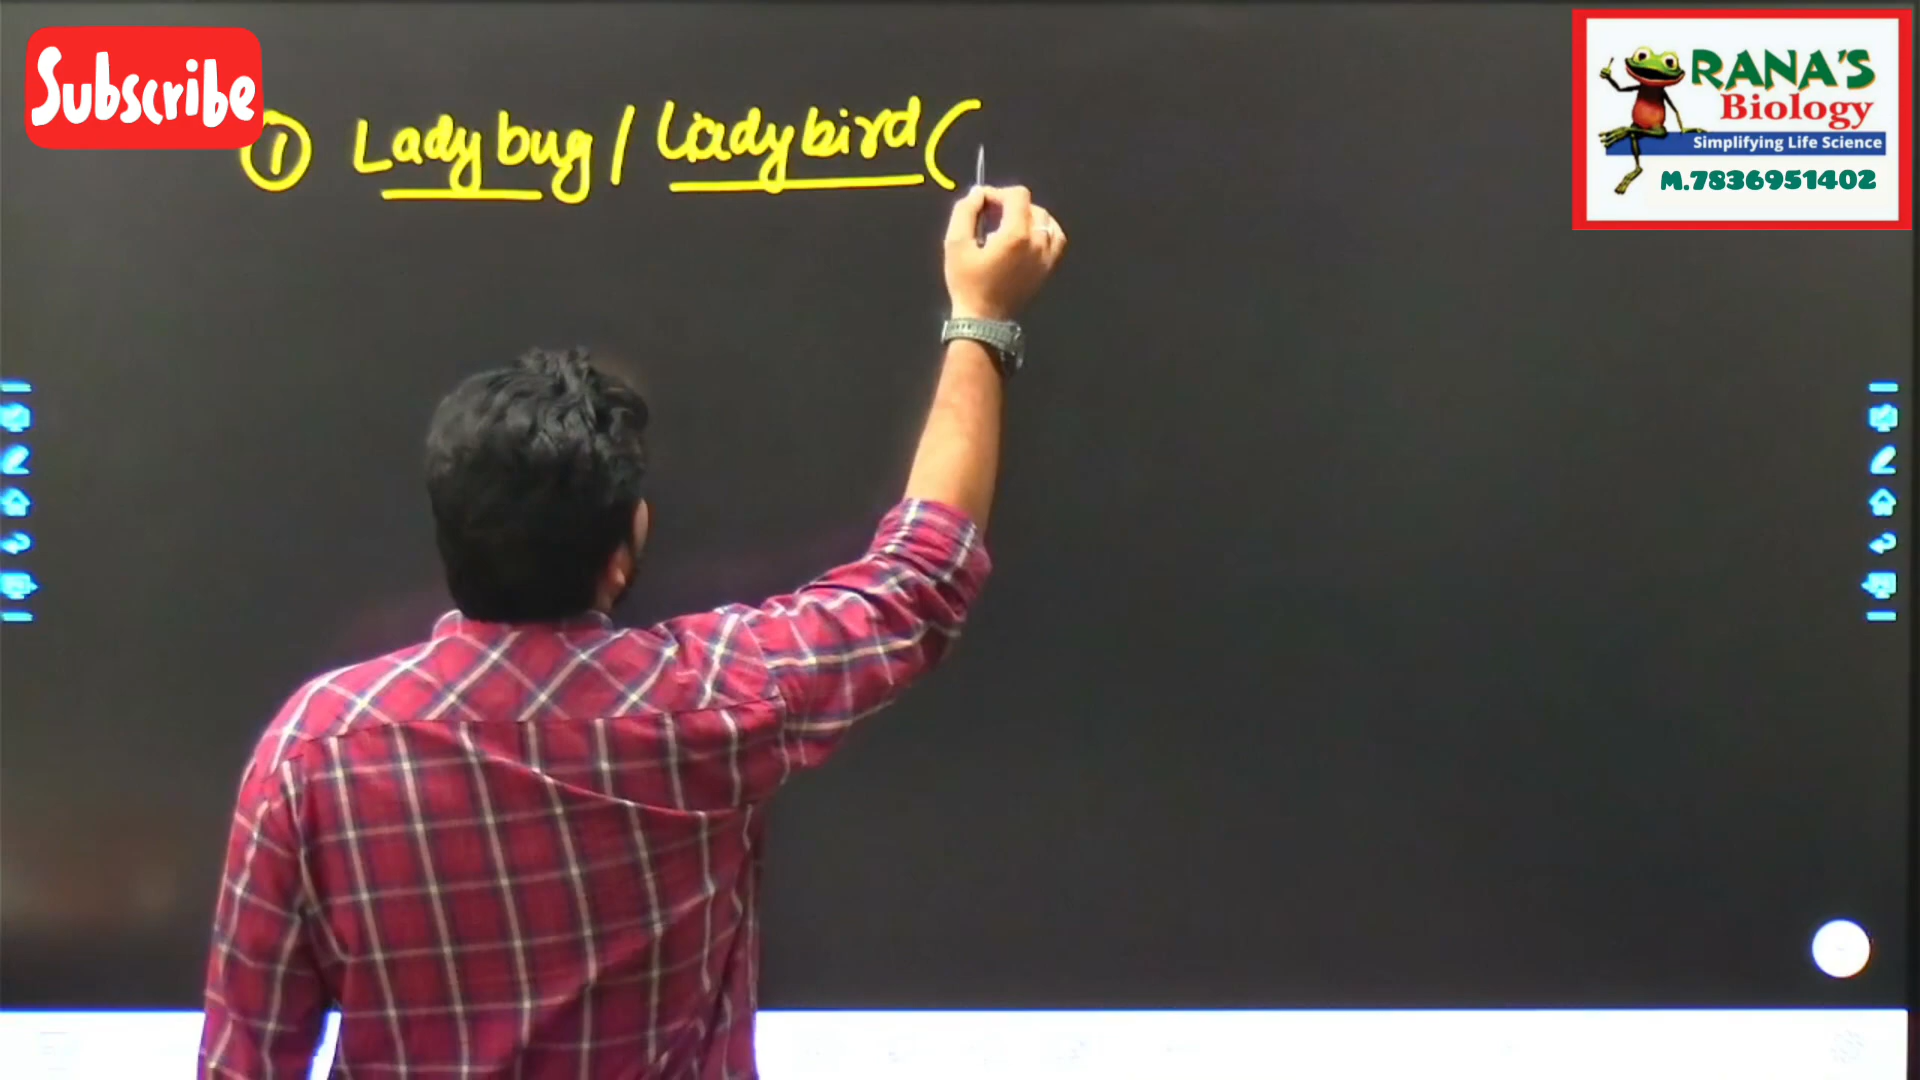 Subscribe
① Ladybug / Ladybird (
RANA'S
Biology
Simplifying Life Science
M.7836951402